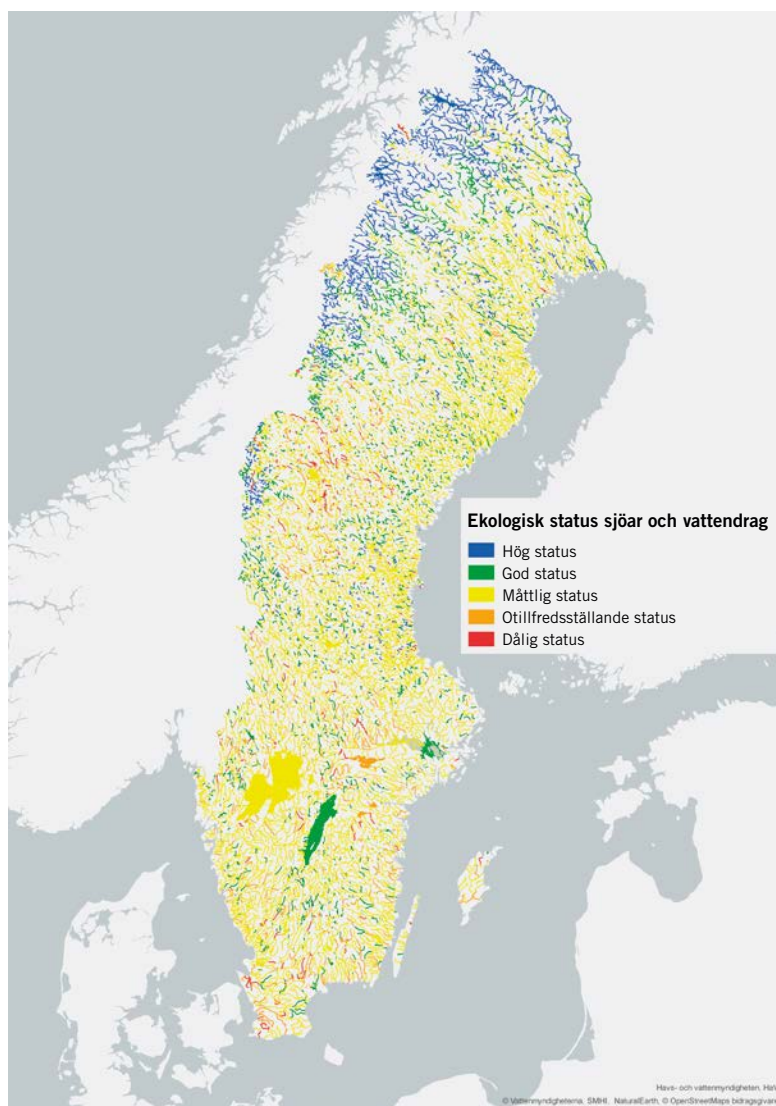 Ekologisk status sjöar och vattendrag
Hög status
God status
Måttlig status
Otillfredsställande status
Dålig status
Havs- och vattenmyndigheten, HaV
© Vattenmyndigheterna, SMHI, NaturalEarth, © OpenStreetMaps bidragsgivare